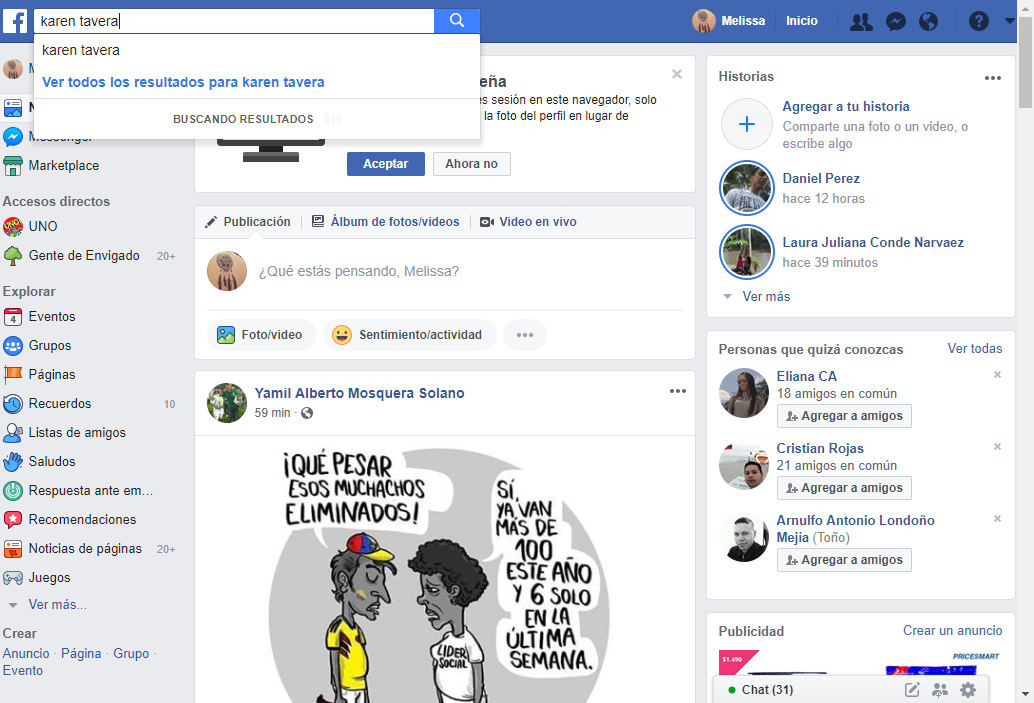 karen tavera
Melissa
Inicio
karen tavera
Ver todos los resultados para karen tavera
BUSCANDO RESULTADOS
eña
es sesión en este navegador, solo
la foto del perfil en lugar de
Aceptar
Ahora no
Messenger
Marketplace
Accesos directos
UNO
Gente de Envigado 20+
Explorar
4
Eventos
Grupos
Páginas
Recuerdos 10
Listas de amigos
Saludos
Respuesta ante em...
Recomendaciones
Noticias de páginas 20+
Juegos
Ver más...
Crear
Anuncio · Página · Grupo ·
Evento
Publicación
Álbum de fotos/videos
Video en vivo
¿Qué estás pensando, Melissa?
Foto/video
Sentimiento/actividad
Yamil Alberto Mosquera Solano
59 min ·
¡QUÉ PESAR
ESOS MUCHACHOS
ELIMINADOS!
SÍ,
YA VAN
MÁS DE
100
ESTE AÑO
Y 6 SOLO
EN LA
ÚLTIMA
SEMANA.
LIDER
SOCIAL
Historias
Agregar a tu historia
Comparte una foto o un video, o
escribe algo
Daniel Perez
hace 12 horas
Laura Juliana Conde Narvaez
hace 39 minutos
Ver más
Personas que quizá conozcas
Ver todas
Eliana CA
18 amigos en común
Agregar a amigos
Cristian Rojas
21 amigos en común
Agregar a amigos
Arnulfo Antonio Londoño
Mejía (Toño)
Agregar a amigos
Publicidad
Crear un anuncio
$1.490
PRICESMART
Chat (31)